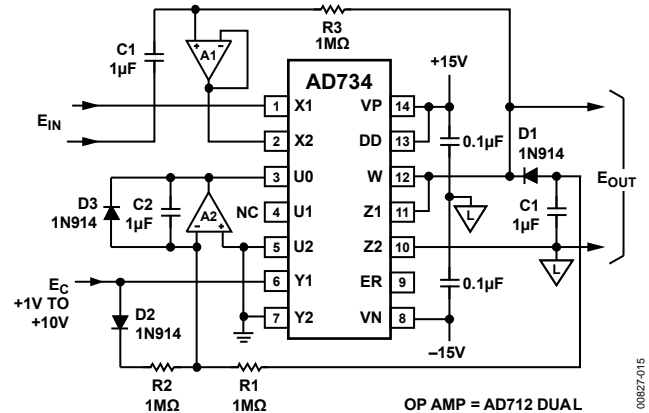 R3
1MΩ
C1
1µF
A1
+15V
AD734
EIN
1 X1 VP 14
2 X2 DD 13
3 U0 W 12
4 U1 Z1 11
5 U2 Z2 10
6 Y1 ER 9
7 Y2 VN 8
0.1µF
D1
1N914
EOUT
D3
1N914
C2
1µF
A2
NC
L
C1
1µF
L
EC
+1V TO
+10V
D2
1N914
0.1µF
–15V
R2
1MΩ
R1
1MΩ
OP AMP = AD712 DUAL
00827-015